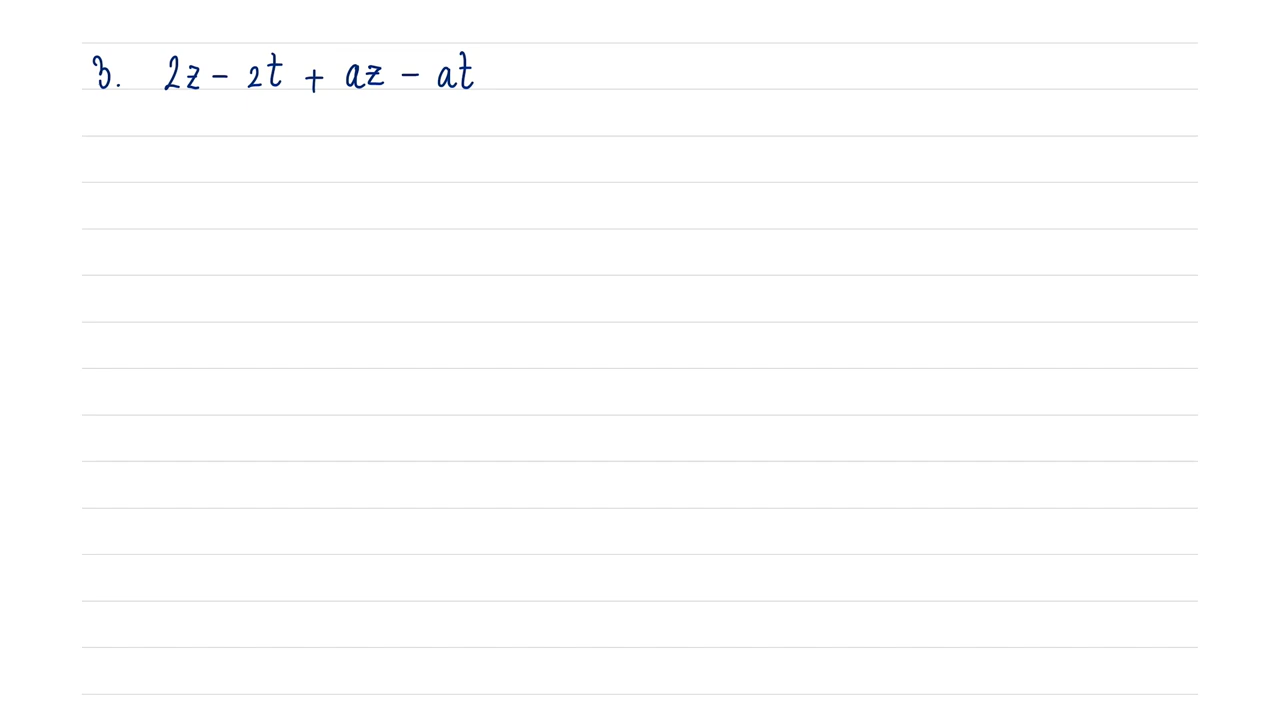 3. 2z - 2t + az - at